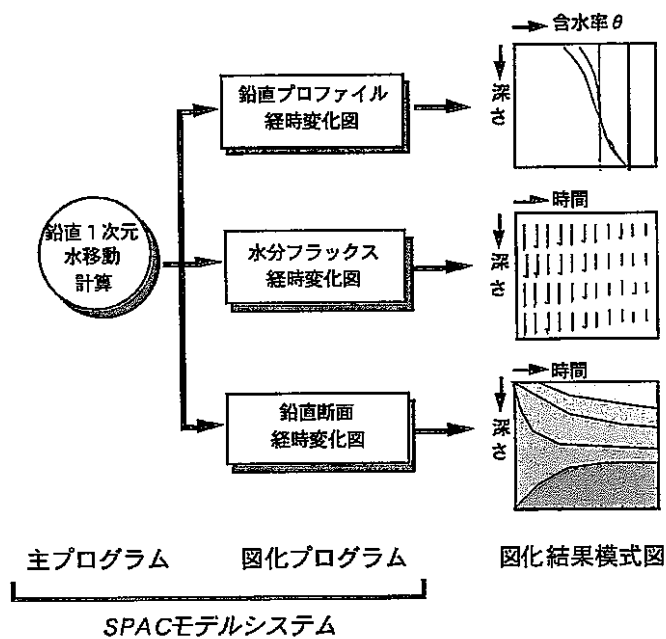 含水率θ
深さ
鉛直プロファイル
経時変化図
時間
深さ
鉛直1次元
水移動
計算
水分フラックス
経時変化図
時間
深さ
鉛直断面
経時変化図
主プログラム
図化プログラム
図化結果模式図
SPACモデルシステム